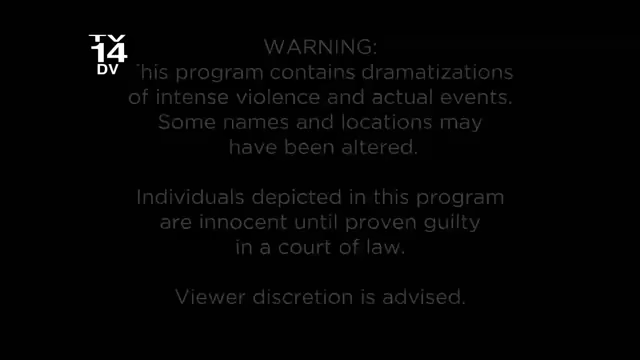 TV
14
DV
WARNING:
This program contains dramatizations
of intense violence and actual events.
Some names and locations may
have been altered.
Individuals depicted in this program
are innocent until proven guilty
in a court of law.
Viewer discretion is advised.